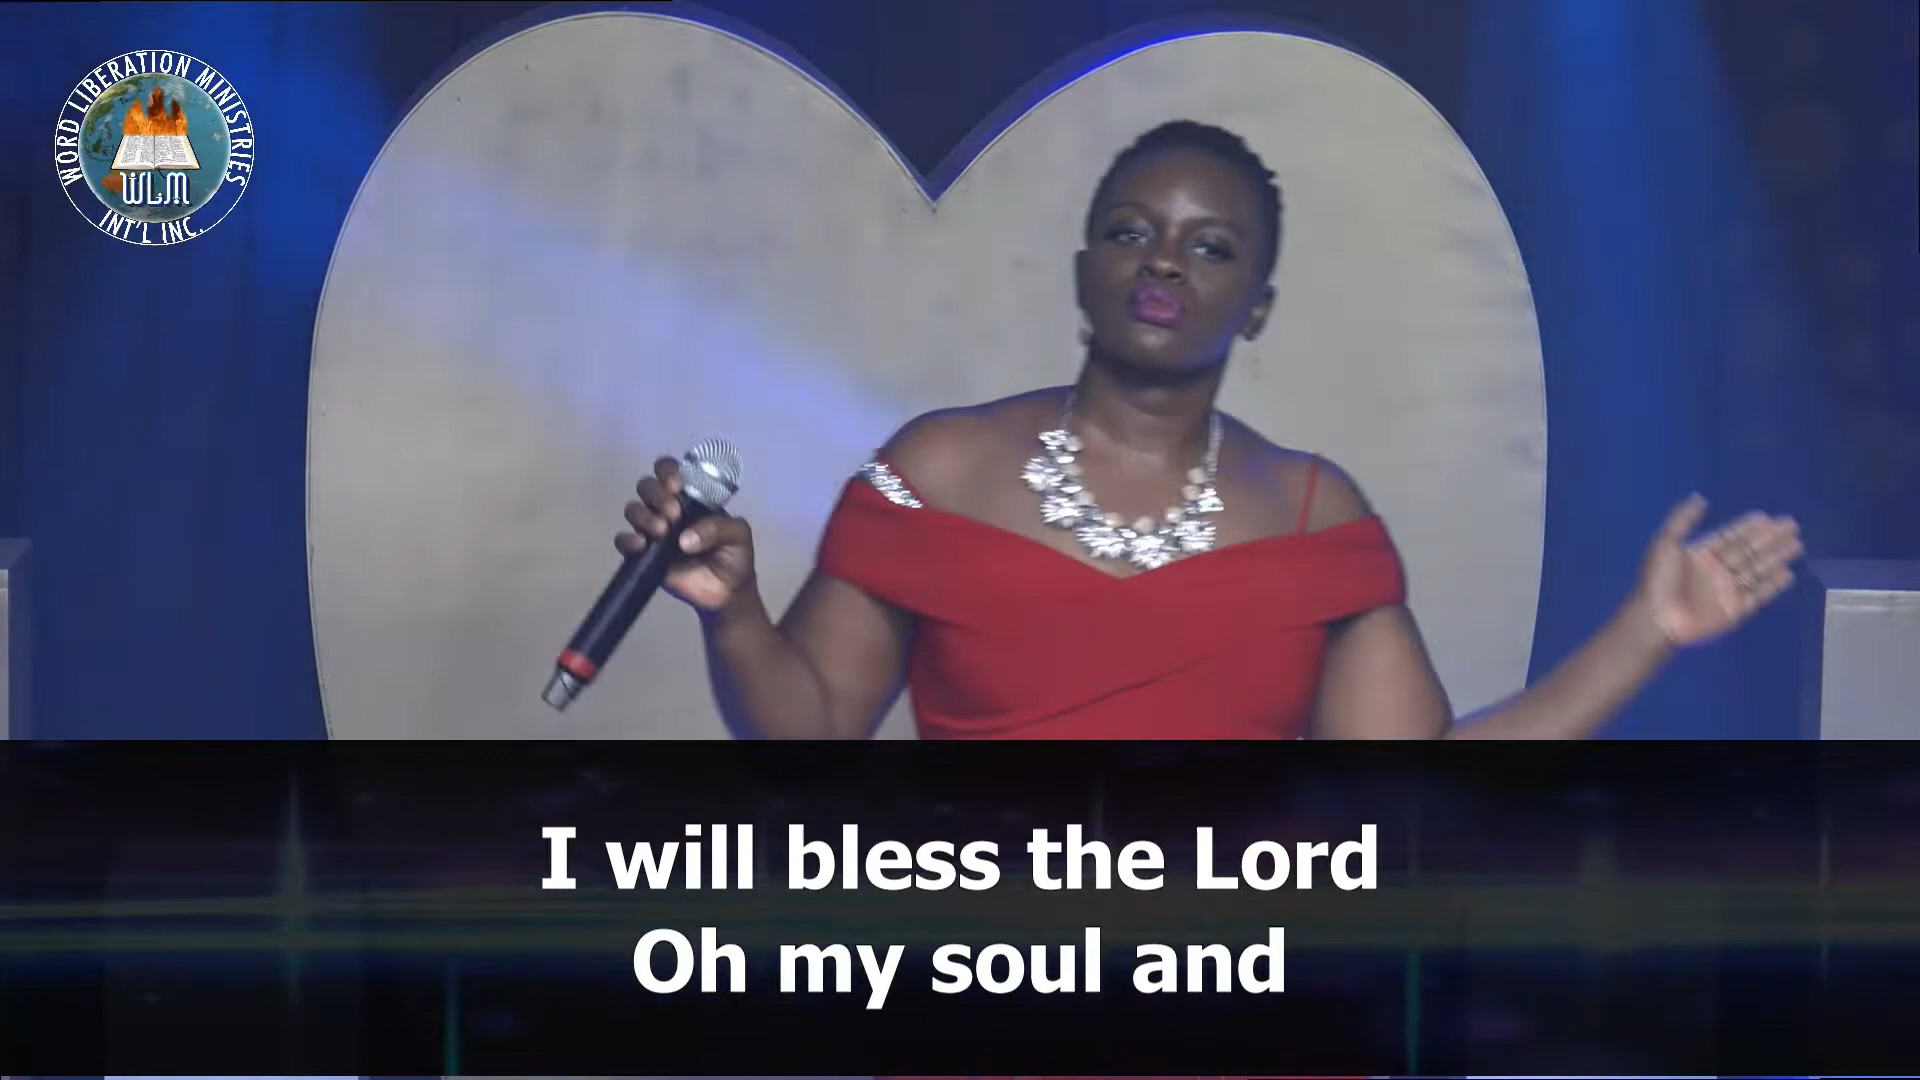 WORD LIBERATION MINISTRIES
WLM
INT'L INC.
I will bless the Lord
Oh my soul and